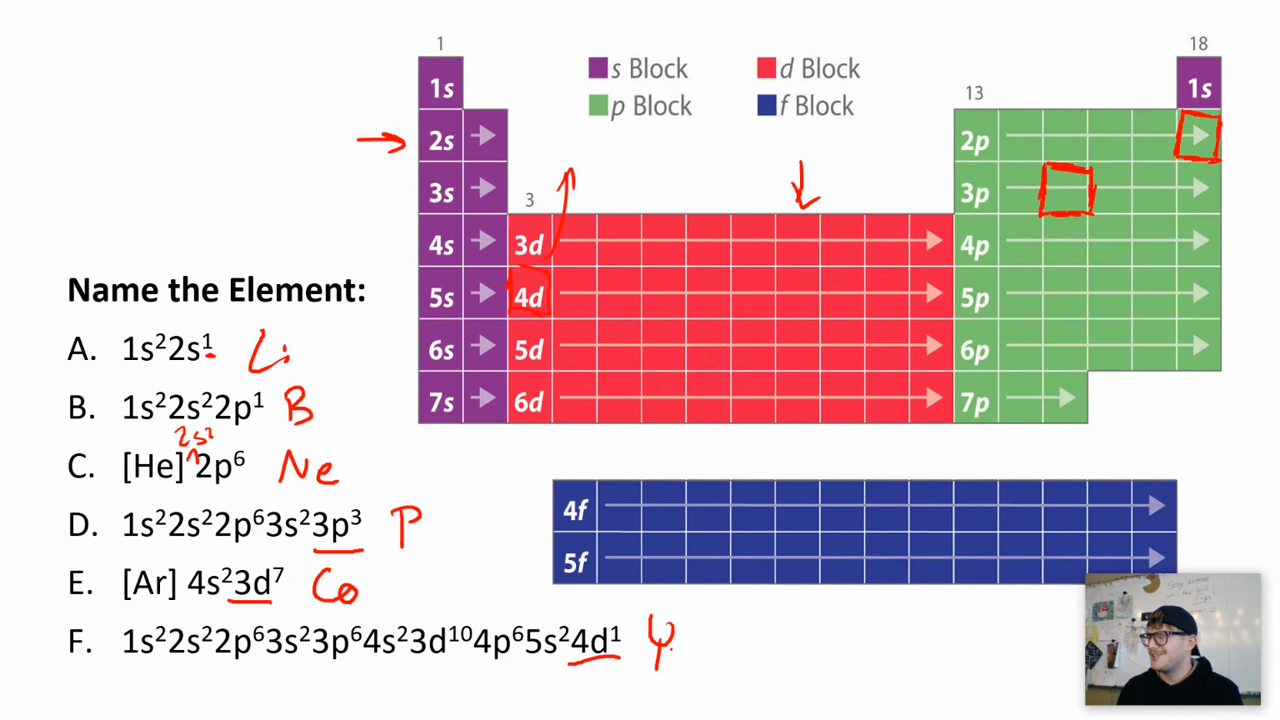 1
18
s Block
d Block
p Block
f Block
1s
1s
13
2s
2p
3s
3
3p
4s
3d
4p
5s
4d
5p
6s
5d
6p
7s
6d
7p
4f
5f
Name the Element:
A. 1s²2s¹ Li
B. 1s²2s²2p¹ B
2s²
C. [He] 2p⁶ Ne
D. 1s²2s²2p⁶3s²3p³ P
E. [Ar] 4s²3d⁷ Co
F. 1s²2s²2p⁶3s²3p⁶4s²3d¹⁰4p⁶5s²4d¹ Y